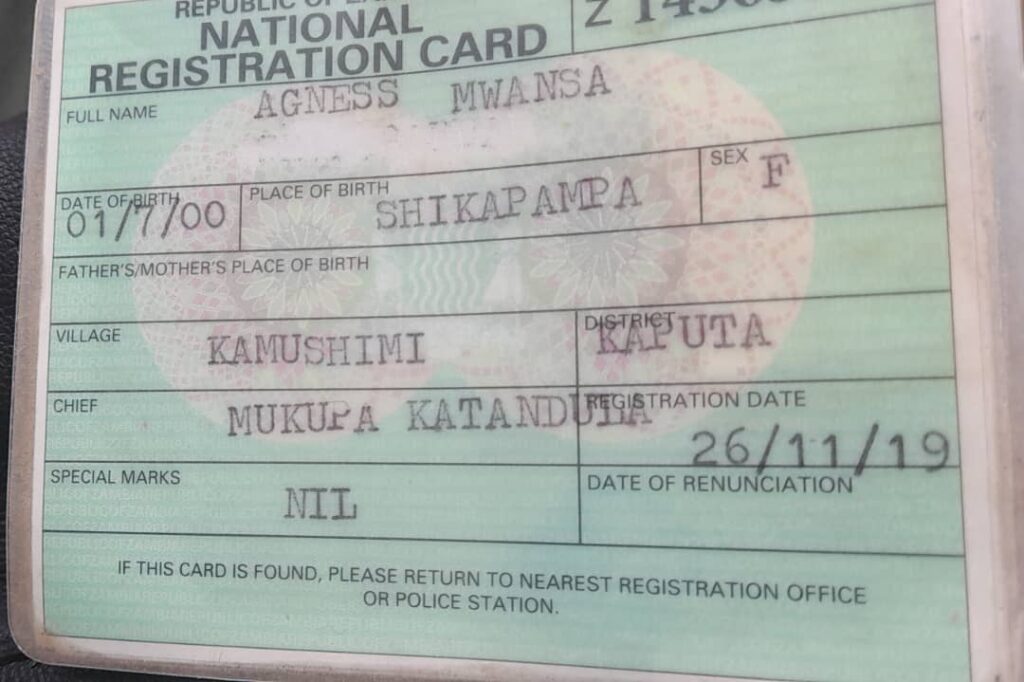 REPUBLIC OF
NATIONAL
REGISTRATION CARD
Z
FULL NAME
AGNESS MWANSA
DATE OF BIRTH
01/7/00
PLACE OF BIRTH
SHIKAPAMPA
SEX F
FATHER'S/MOTHER'S PLACE OF BIRTH
VILLAGE
KAMUSHIMI
DISTRICT
KAPUTA
CHIEF
MUKUPA KATANDULA
REGISTRATION DATE
26/11/19
SPECIAL MARKS
NIL
DATE OF RENUNCIATION
IF THIS CARD IS FOUND, PLEASE RETURN TO NEAREST REGISTRATION OFFICE
OR POLICE STATION.